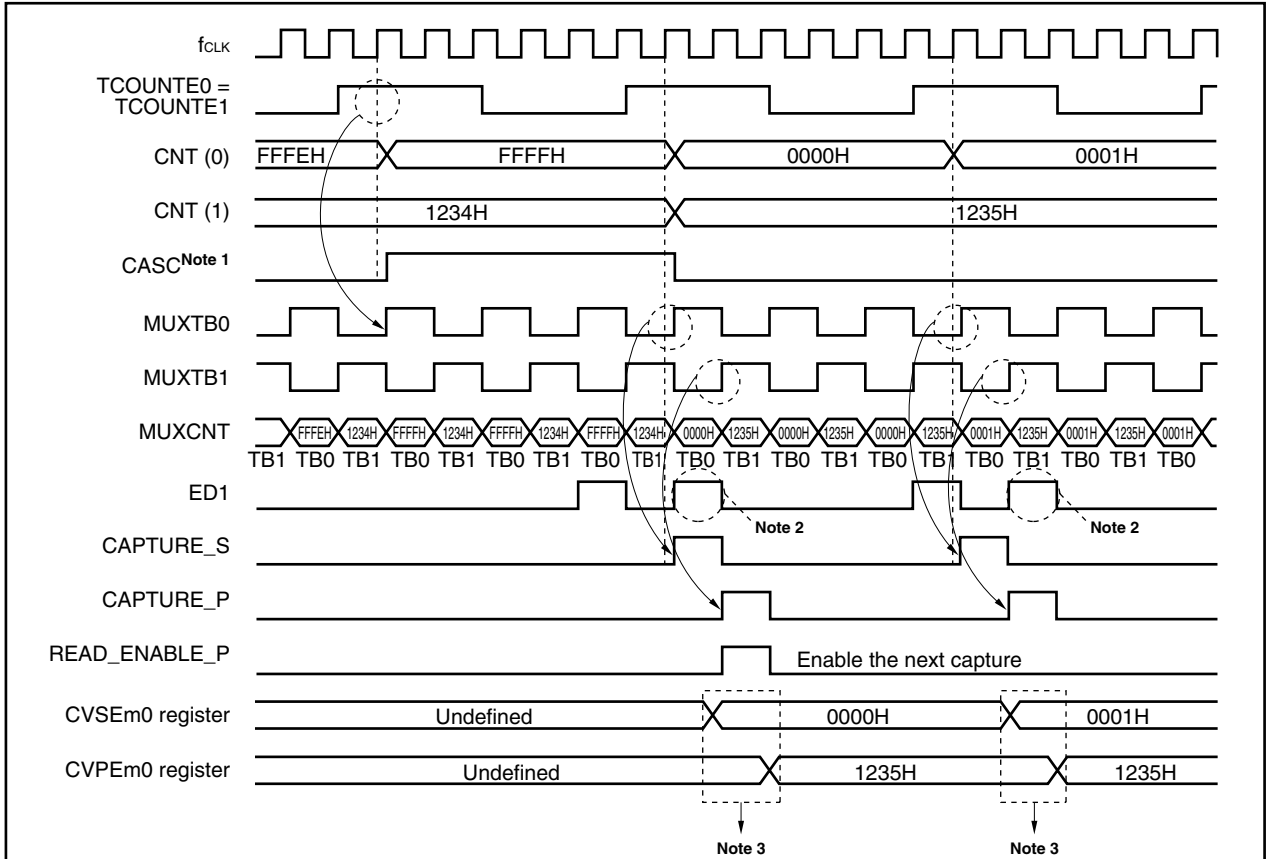 fCLK
TCOUNTE0 =
TCOUNTE1
CNT (0) FFFEH FFFFH 0000H 0001H
CNT (1) 1234H 1235H
CASC Note 1
MUXTB0
MUXTB1
MUXCNT FFFEH 1234H FFFFH 1234H FFFFH 1234H FFFFH 1234H 0000H 1235H 0000H 1235H 0000H 1235H 0001H 1235H 0001H 1235H 0001H
TB1 TB0 TB1 TB0 TB1 TB0 TB1 TB0 TB1 TB0 TB1 TB0 TB1 TB0 TB1 TB0 TB1 TB0 TB1 TB0
ED1
Note 2 Note 2
CAPTURE_S
CAPTURE_P
READ_ENABLE_P Enable the next capture
CVSEm0 register Undefined 0000H 0001H
CVPEm0 register Undefined 1235H 1235H
Note 3 Note 3